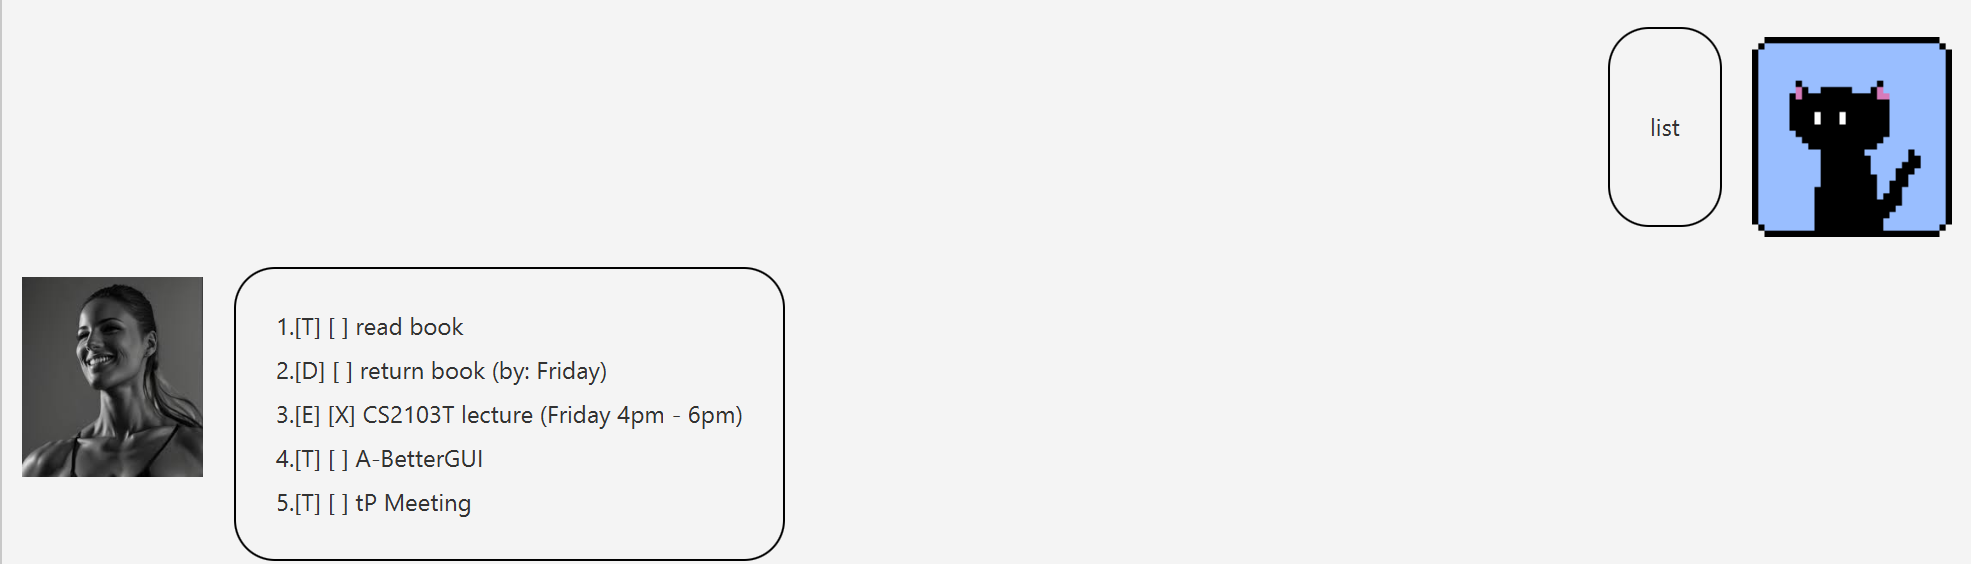 list
1.[T] [ ] read book
2.[D] [ ] return book (by: Friday)
3.[E] [X] CS2103T lecture (Friday 4pm - 6pm)
4.[T] [ ] A-BetterGUI
5.[T] [ ] tP Meeting